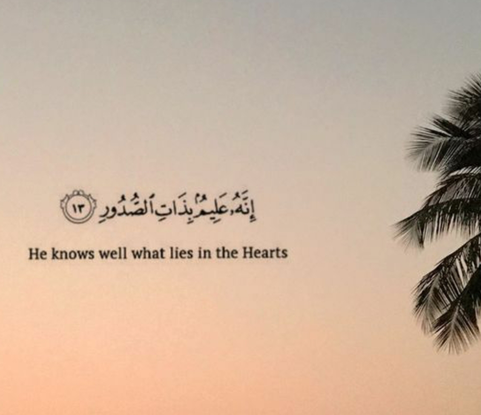 إِنَّهُۥ عَلِيمٌۢ بِذَاتِ ٱلصُّدُورِ ١٣
He knows well what lies in the Hearts